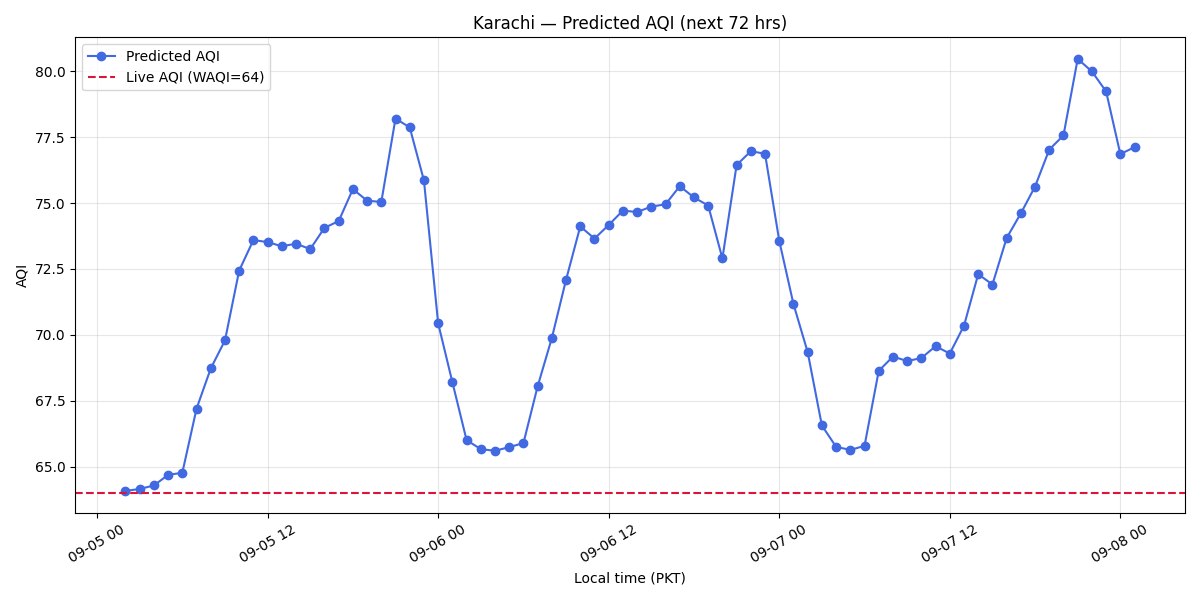 Karachi — Predicted AQI (next 72 hrs)
Predicted AQI
Live AQI (WAQI=64)
80.0
77.5
75.0
72.5
70.0
67.5
65.0
AQI
09-05 00
09-05 12
09-06 00
09-06 12
09-07 00
09-07 12
09-08 00
Local time (PKT)